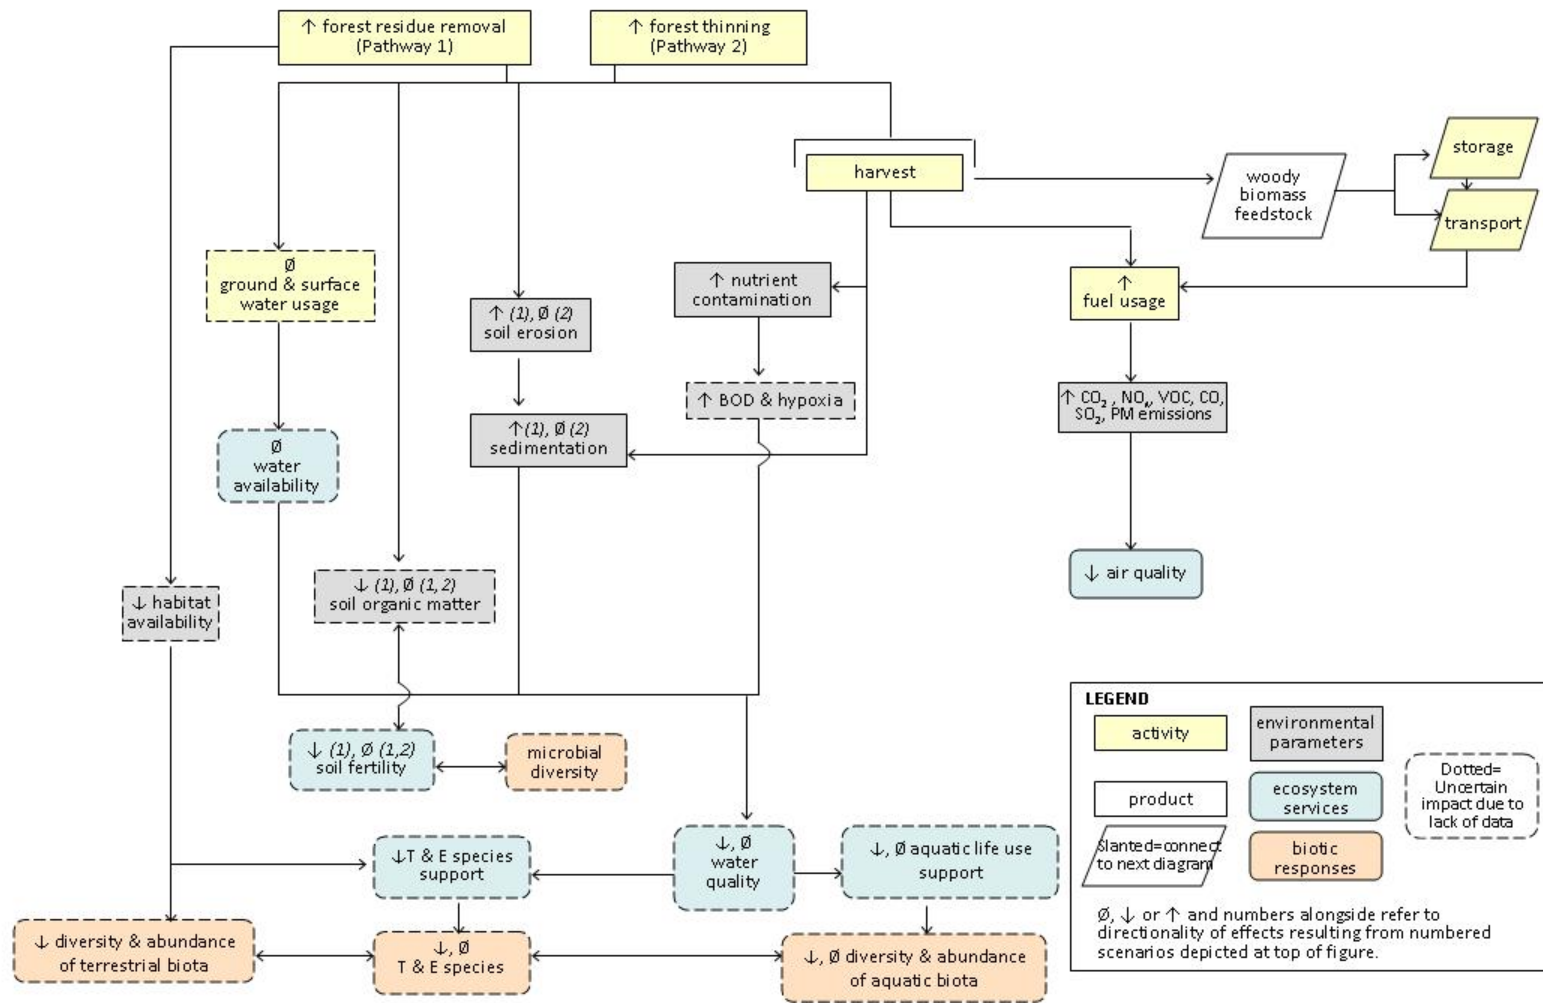 ↑ forest residue removal
(Pathway 1)
↑ forest thinning
(Pathway 2)
harvest
woody
biomass
feedstock
storage
transport
Ø
ground & surface
water usage
↑ (1), Ø (2)
soil erosion
↑ nutrient
contamination
↑
fuel usage
↑ BOD & hypoxia
↑ CO₂ , NOₓ, VOC, CO,
SO₂, PM emissions
Ø
water
availability
↑(1), Ø (2)
sedimentation
↓ air quality
↓ habitat
availability
↓ (1), Ø (1, 2)
soil organic matter
↓ (1), Ø (1,2)
soil fertility
microbial
diversity
↓T & E species
support
↓, Ø
water
quality
↓, Ø aquatic life use
support
↓ diversity & abundance
of terrestrial biota
↓, Ø
T & E species
↓, Ø diversity & abundance
of aquatic biota
LEGEND
activity
environmental
parameters
product
ecosystem
services
Slanted=connect
to next diagram
biotic
responses
Dotted=
Uncertain
impact due to
lack of data
Ø, ↓ or ↑ and numbers alongside refer to
directionality of effects resulting from numbered
scenarios depicted at top of figure.